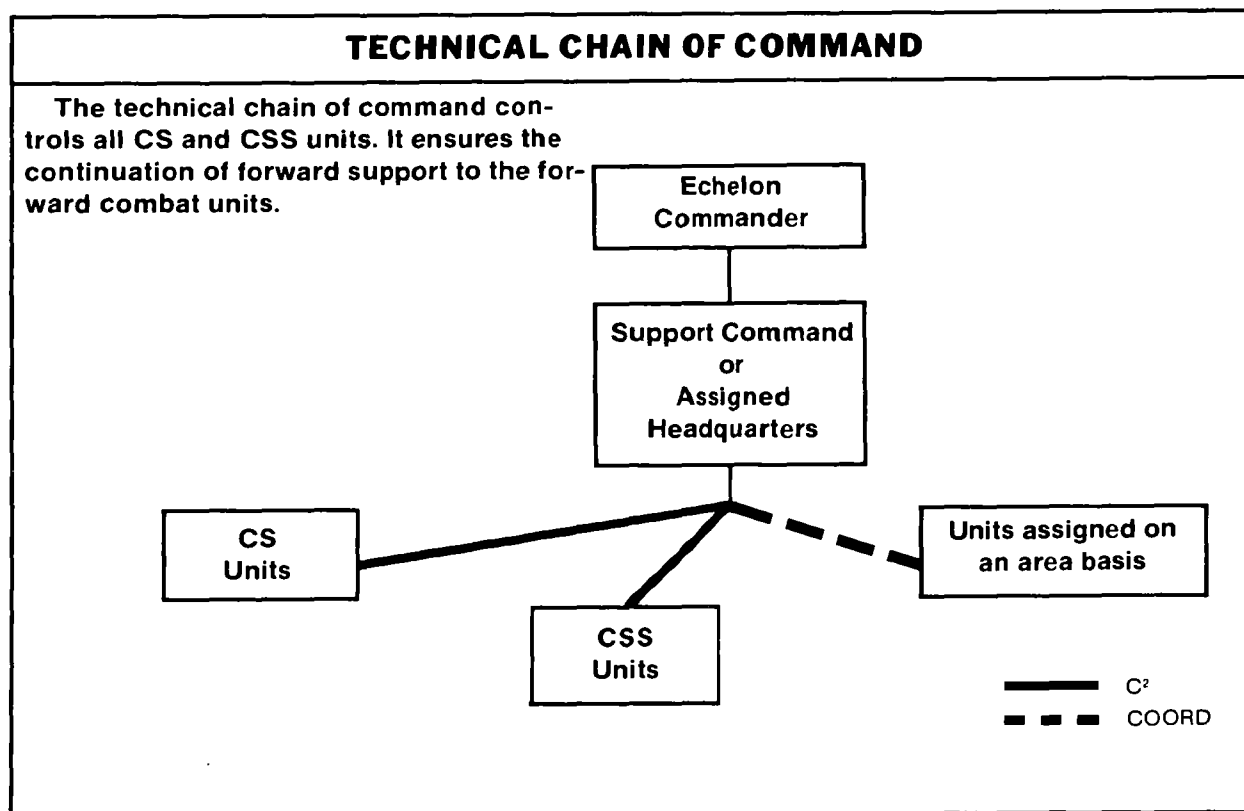 TECHNICAL CHAIN OF COMMAND
The technical chain of command con-
trols all CS and CSS units. It ensures the
continuation of forward support to the for-
ward combat units.
Echelon
Commander
Support Command
or
Assigned
Headquarters
CS
Units
CSS
Units
Units assigned on
an area basis
C²
COORD